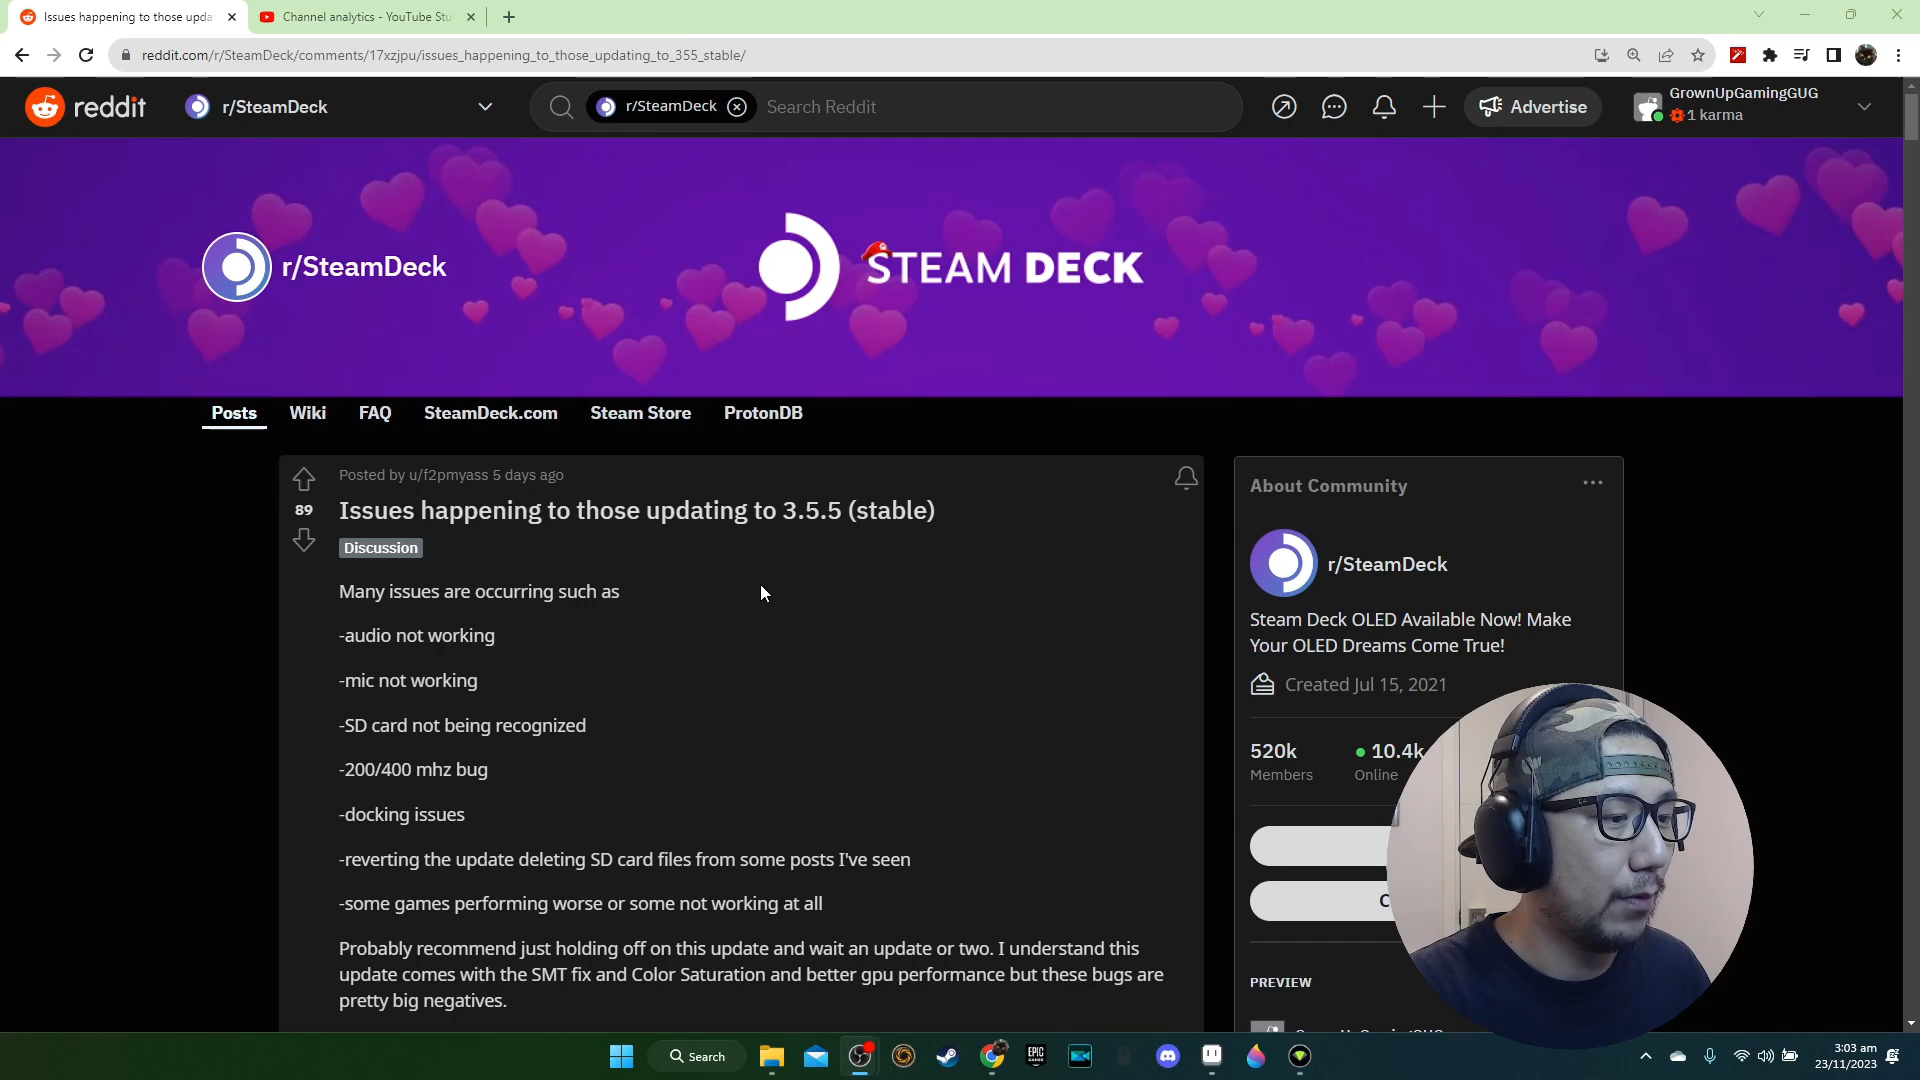 Issues happening to those upda
Channel analytics - YouTube Stu
reddit.com/r/SteamDeck/comments/17xzjpu/issues_happening_to_those_updating_to_355_stable/
reddit
r/SteamDeck
r/SteamDeck
Search Reddit
Advertise
GrownUpGamingGUG
1 karma
r/SteamDeck
STEAM DECK
Posts
Wiki
FAQ
SteamDeck.com
Steam Store
ProtonDB
Posted by u/f2pmyass 5 days ago
89
Issues happening to those updating to 3.5.5 (stable)
Discussion
Many issues are occurring such as
-audio not working
-mic not working
-SD card not being recognized
-200/400 mhz bug
-docking issues
-reverting the update deleting SD card files from some posts I've seen
-some games performing worse or some not working at all
Probably recommend just holding off on this update and wait an update or two. I understand this
update comes with the SMT fix and Color Saturation and better gpu performance but these bugs are
pretty big negatives.
About Community
r/SteamDeck
Steam Deck OLED Available Now! Make
Your OLED Dreams Come True!
Created Jul 15, 2021
520k
Members
10.4k
Online
C
PREVIEW
Search
EPIC
GAMES
3:03 am
23/11/2023